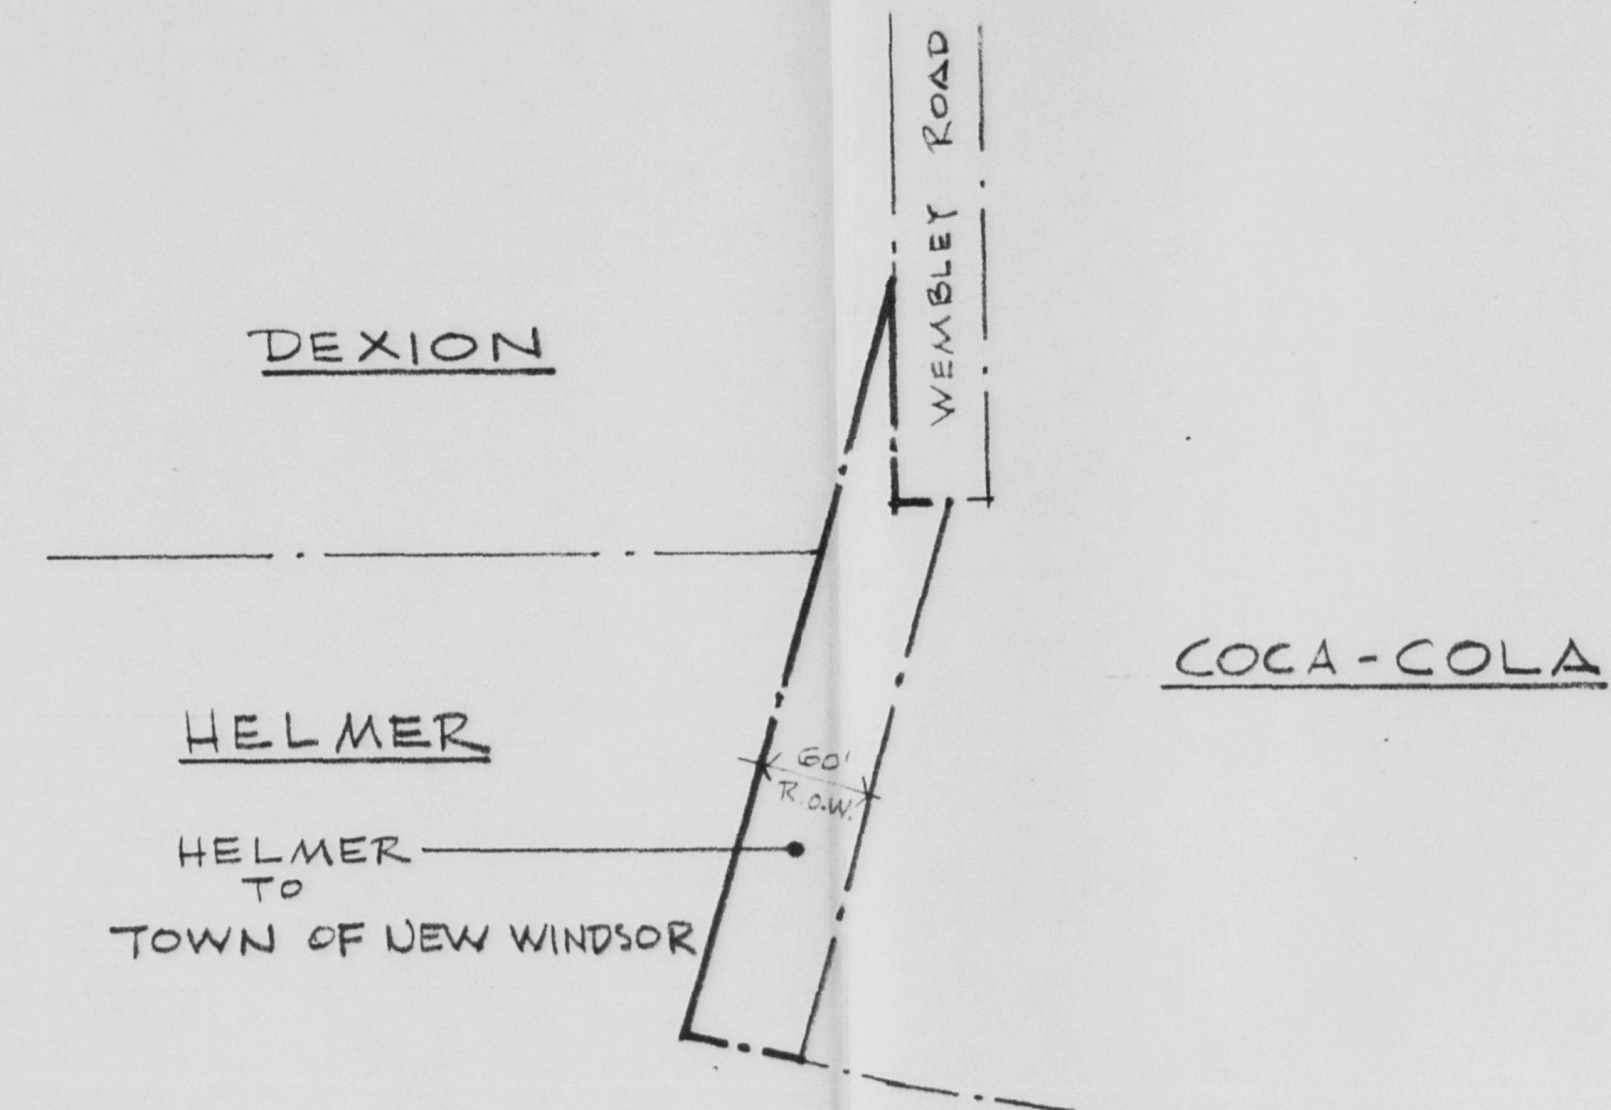 WEMBLEY ROAD
DEXION
COCA-COLA
HELMER
60'
R.O.W.
HELMER
TO
TOWN OF NEW WINDSOR